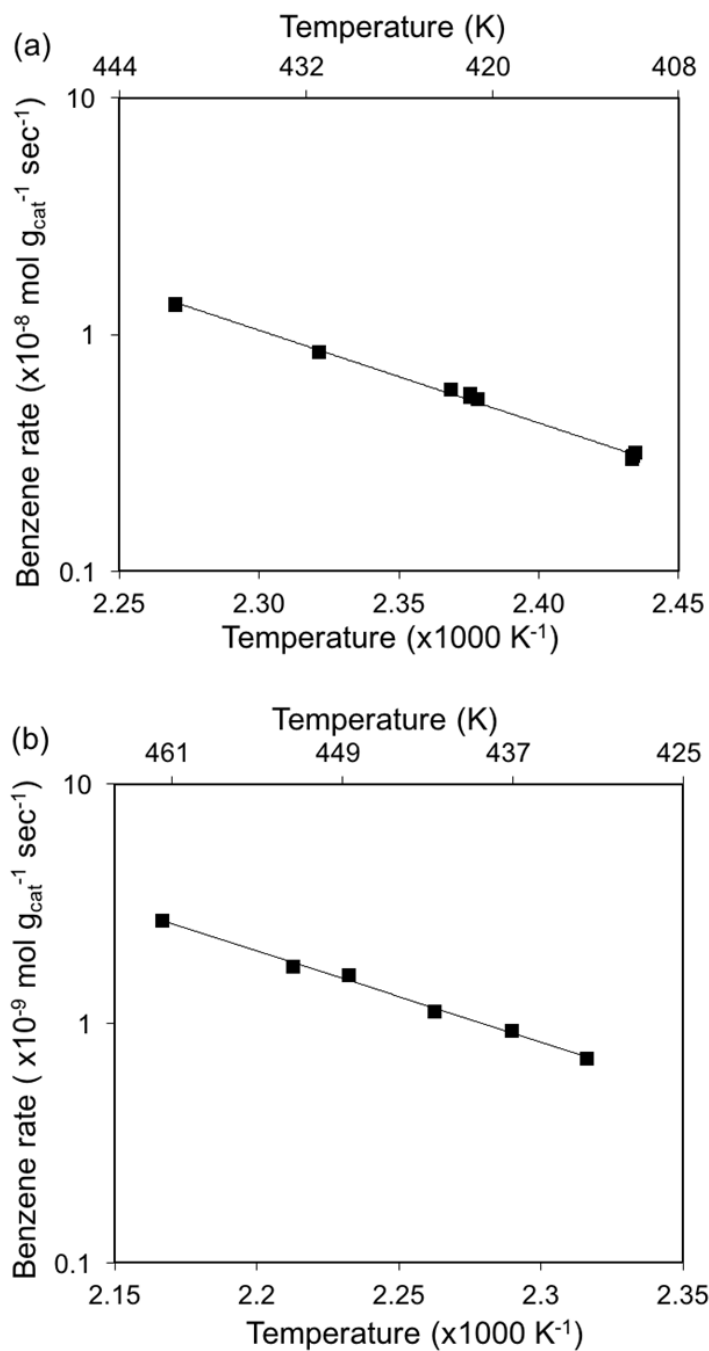 (a)
Temperature (K)
444 432 420 408
10
1
0.1
Benzene rate (x10⁻⁸ mol g_cat⁻¹ sec⁻¹)
2.25 2.30 2.35 2.40 2.45
Temperature (x1000 K⁻¹)
(b)
Temperature (K)
461 449 437 425
10
1
0.1
Benzene rate ( x10⁻⁹ mol g_cat⁻¹ sec⁻¹)
2.15 2.2 2.25 2.3 2.35
Temperature (x1000 K⁻¹)